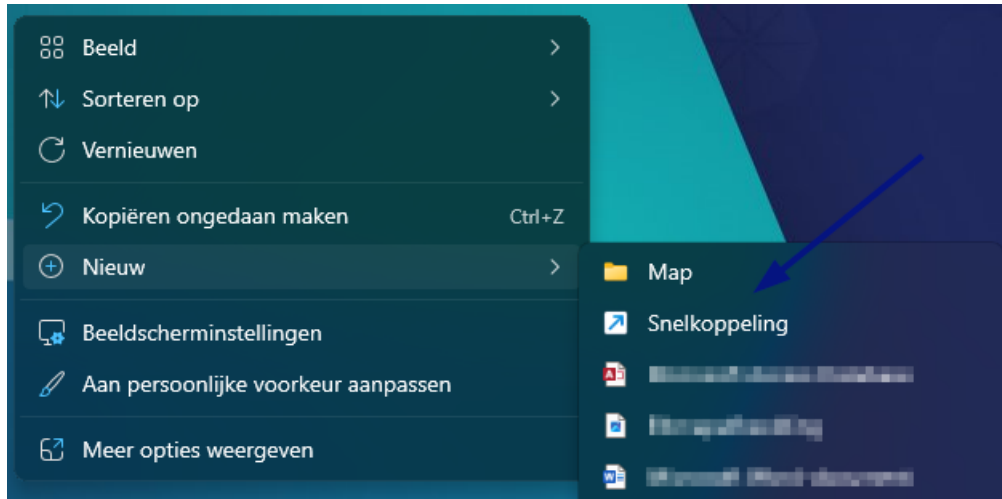 Beeld
Sorteren op
Vernieuwen
Kopiëren ongedaan maken Ctrl+Z
Nieuw
Map
Snelkoppeling
Beeldscherminstellingen
Aan persoonlijke voorkeur aanpassen
Meer opties weergeven